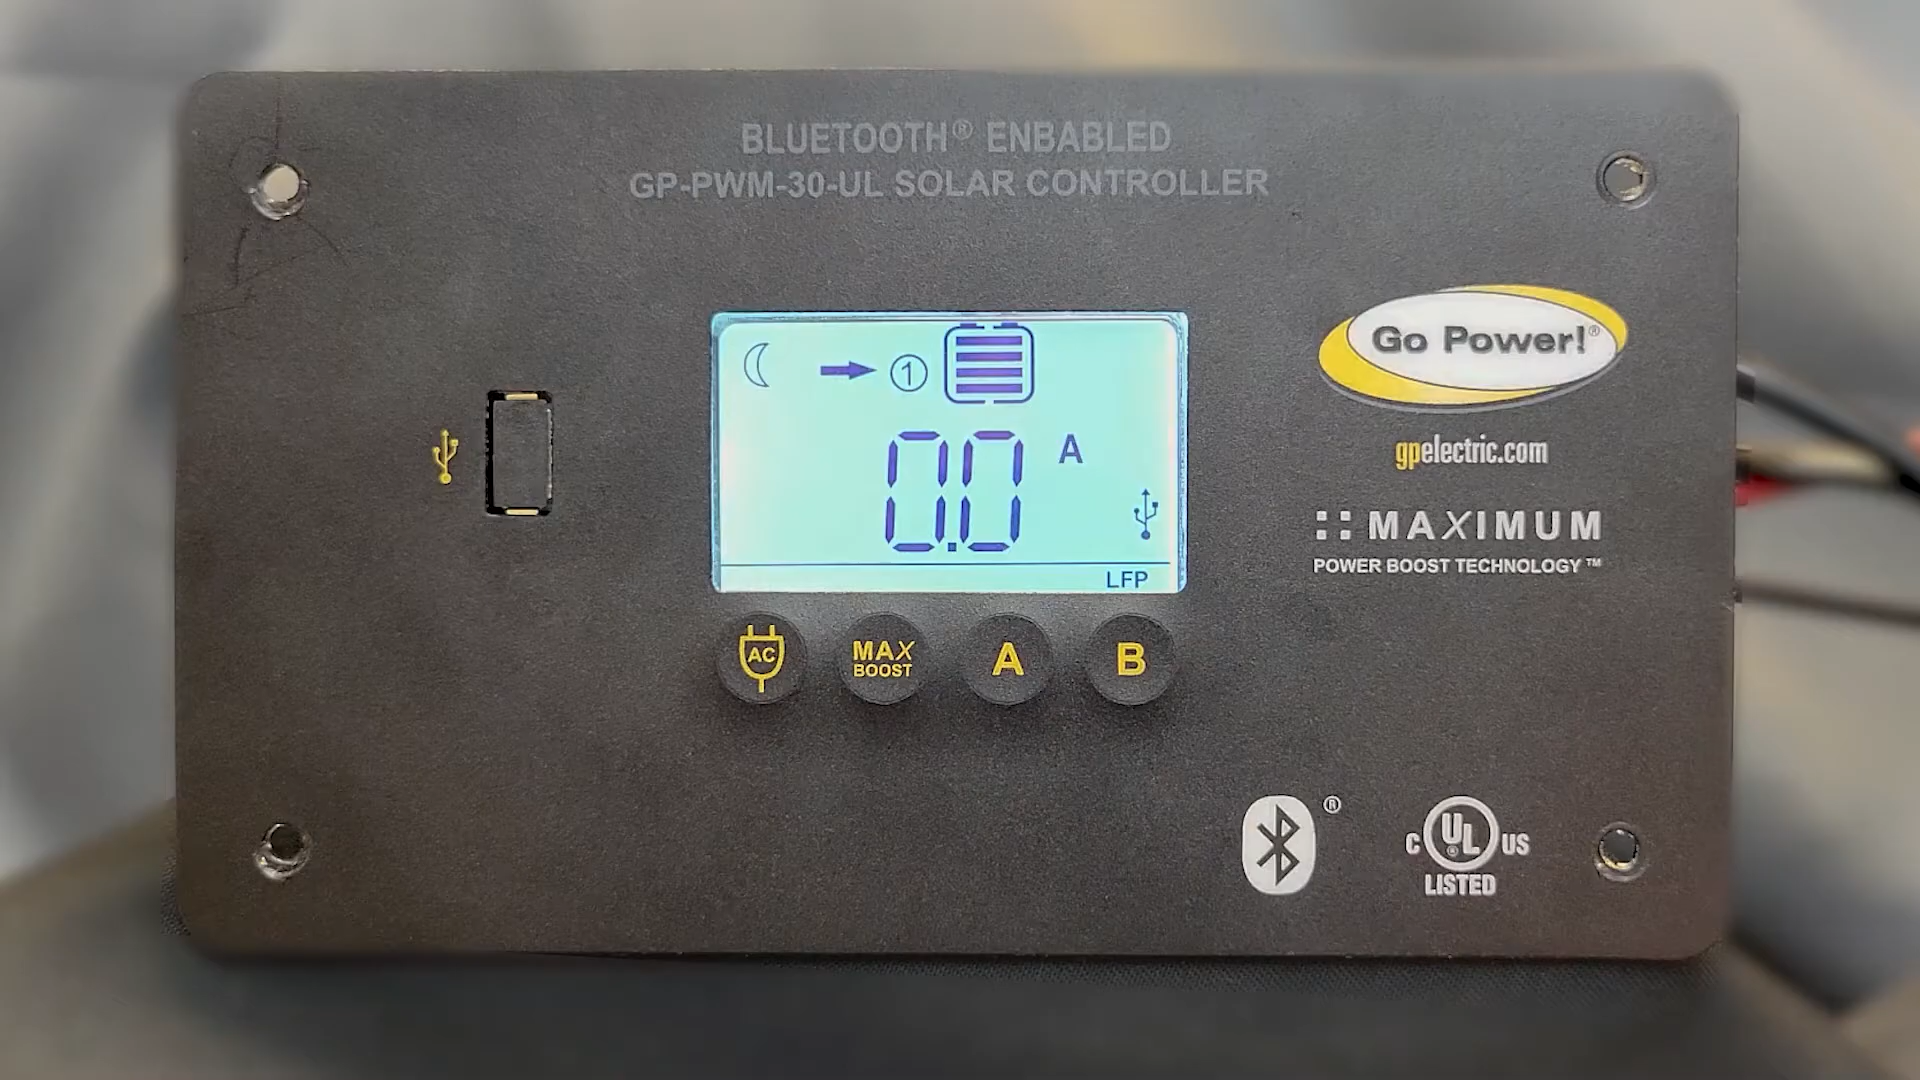 BLUETOOTH® ENBABLED
GP-PWM-30-UL SOLAR CONTROLLER
1
0.0 A
LFP
AC
MAX BOOST
A
B
Go Power!®
gpelectric.com
MAXIMUM
POWER BOOST TECHNOLOGY™
®
C UL® US
LISTED